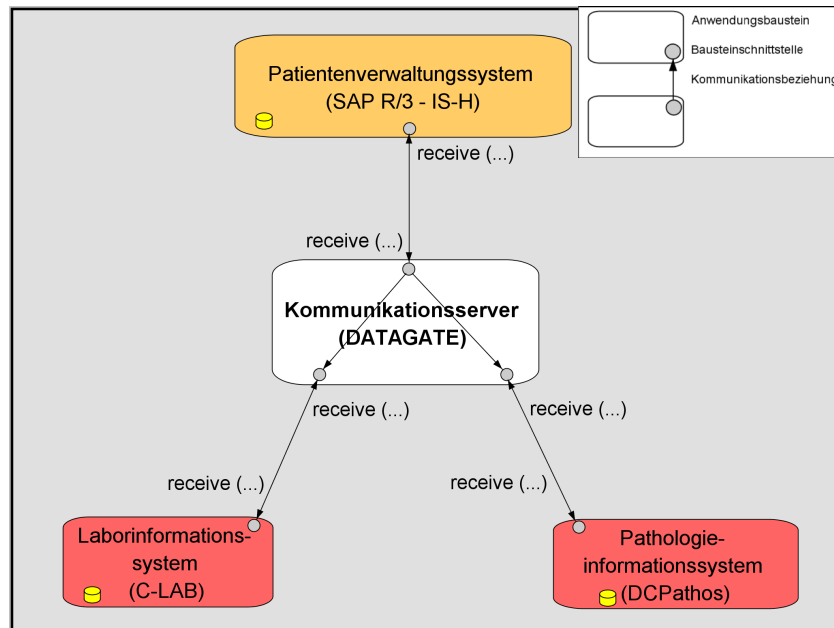 Anwendungsbaustein
Bausteinschnittstelle
Kommunikationsbeziehung
Patientenverwaltungssystem
(SAP R/3 - IS-H)
receive (...)
receive (...)
Kommunikationsserver
(DATAGATE)
receive (...)
receive (...)
receive (...)
receive (...)
Laborinformations-
system
(C-LAB)
Pathologie-
informationssystem
(DCPathos)